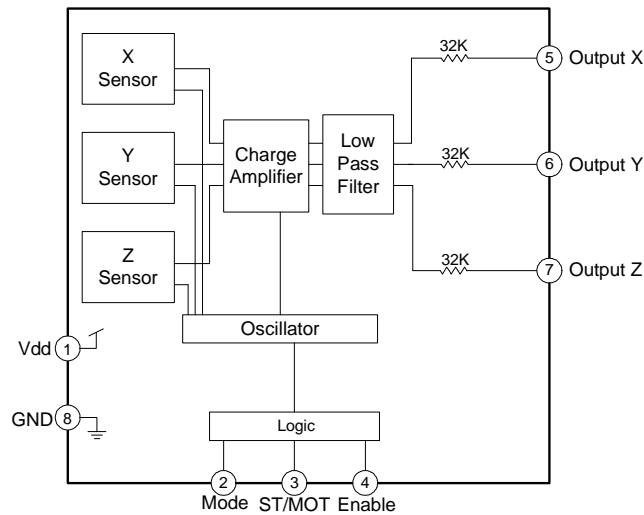 X
Sensor
Y
Sensor
Z
Sensor
Charge
Amplifier
Low
Pass
Filter
32K
5 Output X
32K
6 Output Y
32K
7 Output Z
Oscillator
Vdd 1
GND 8
Logic
2 3 4
Mode ST/MOT Enable